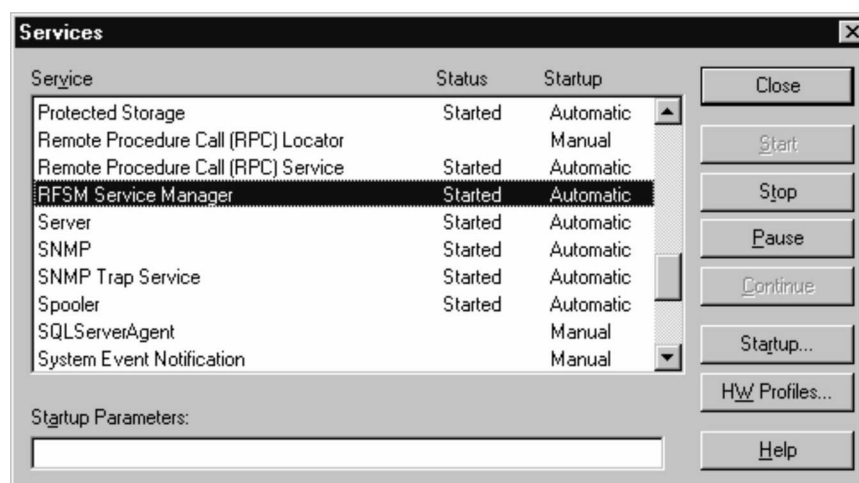 Services
Service Status Startup
Protected Storage Started Automatic
Remote Procedure Call (RPC) Locator Manual
Remote Procedure Call (RPC) Service Started Automatic
RFSM Service Manager Started Automatic
Server Started Automatic
SNMP Started Automatic
SNMP Trap Service Started Automatic
Spooler Started Automatic
SQLServerAgent Manual
System Event Notification Manual
Startup Parameters:
Close
Start
Stop
Pause
Continue
Startup...
HW Profiles...
Help